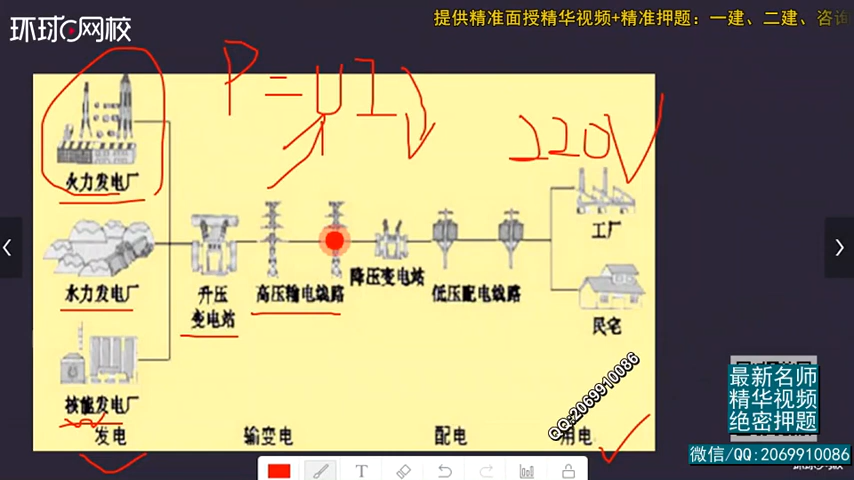 环球网校
提供精准面授精华视频+精准押题：一建、二建、咨询
P=UI
220V
火力发电厂
水力发电厂
核能发电厂
升压
变电站
高压输电线路
降压变电站
低压配电线路
工厂
民宅
发电
输变电
配电
用电
QQ:2069910086
最新名师
精华视频
绝密押题
微信/QQ:2069910086
T